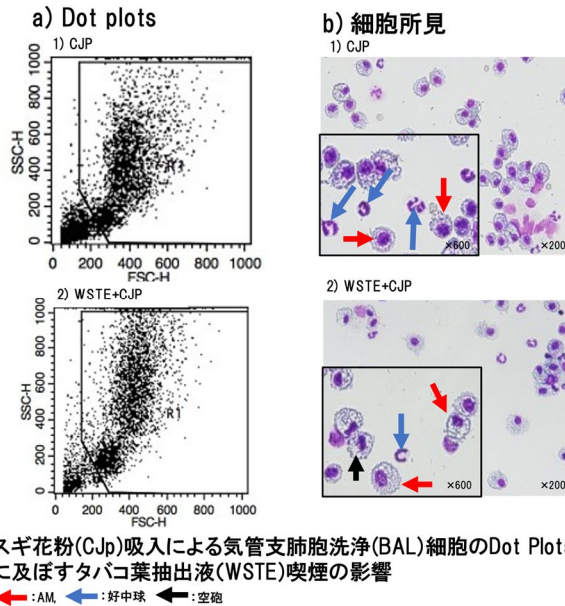 a) Dot plots
b) 細胞所見
1) CJP
1) CJP
1000
800
600
400
200
0
SSC-H
R1
0 200 400 600 800 1000
FSC-H
×600
×200
2) WSTE+CJP
2) WSTE+CJP
1000
800
600
400
200
0
SSC-H
R1
0 200 400 600 800 1000
FSC-H
×600
×200
スギ花粉(CJp)吸入による気管支肺胞洗浄(BAL)細胞のDot Plots
に及ぼすタバコ葉抽出液(WSTE)喫煙の影響
:AM, :好中球, :空砲